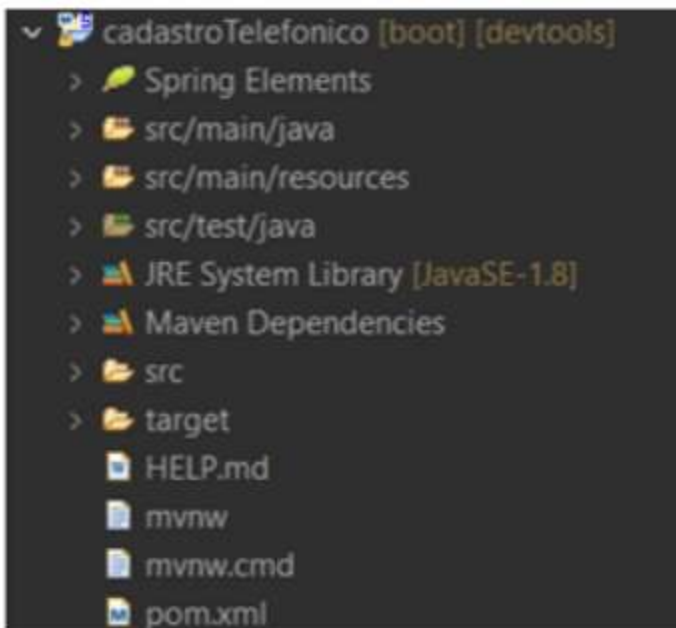 cadastroTelefonico [boot] [devtools]
Spring Elements
src/main/java
src/main/resources
src/test/java
JRE System Library [JavaSE-1.8]
Maven Dependencies
src
target
HELP.md
mvnw
mvnw.cmd
pom.xml